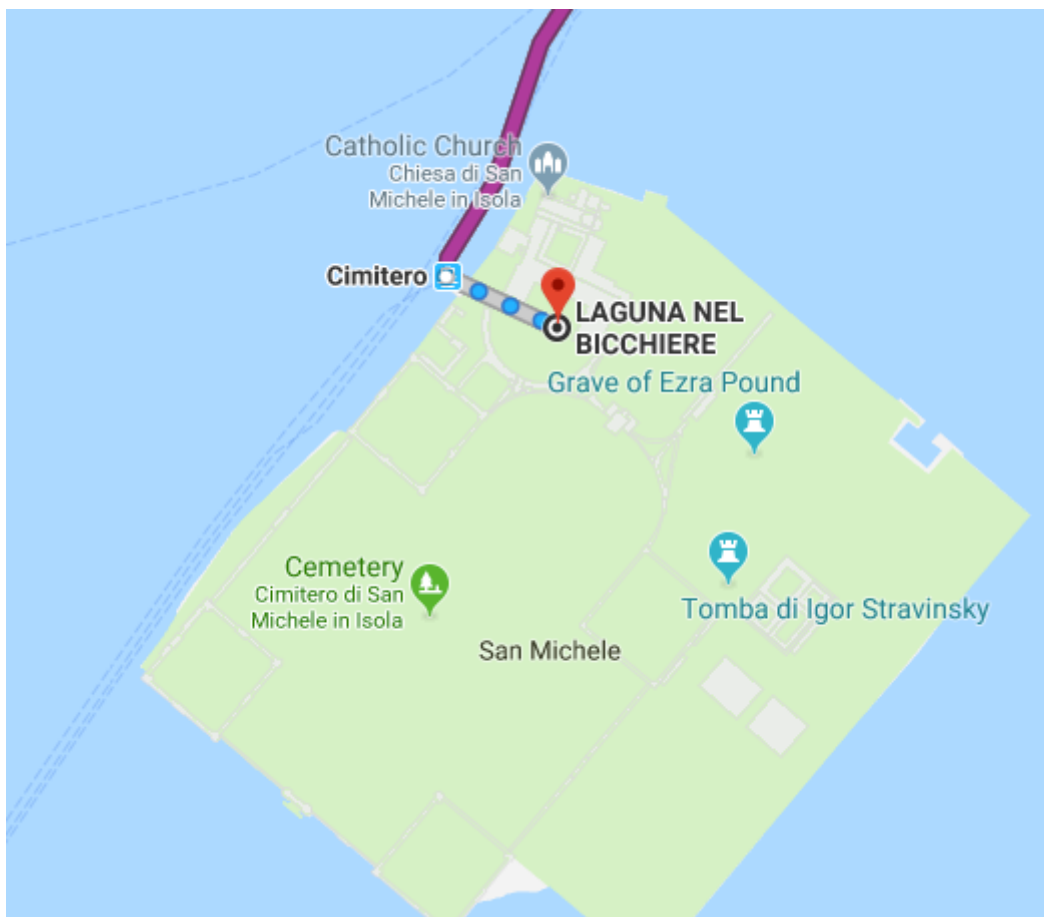 Catholic Church
Chiesa di San
Michele in Isola
Cimitero
LAGUNA NEL
BICCHIERE
Grave of Ezra Pound
Cemetery
Cimitero di San
Michele in Isola
Tomba di Igor Stravinsky
San Michele